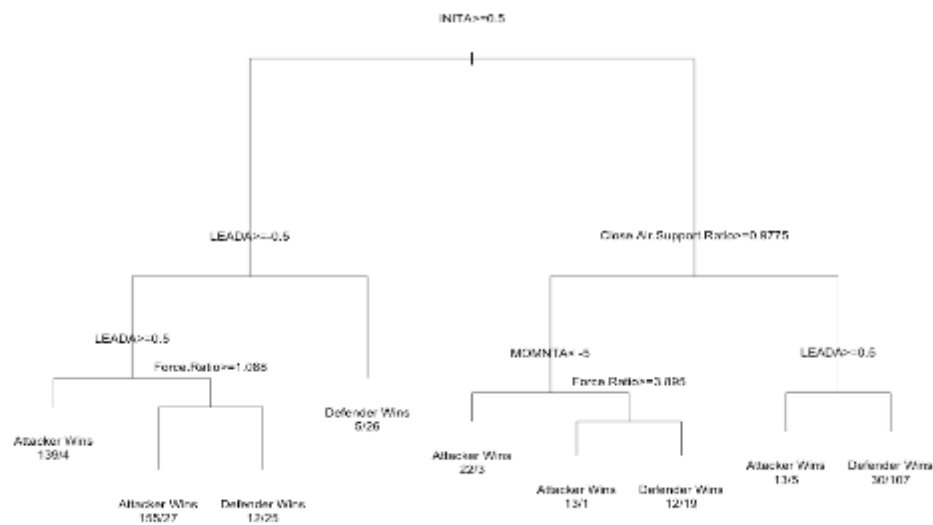 INITA>=0.5
LEADA>=-0.5
Close.Air.Support.Ratio>=0.9775
LEADA>=0.5
MOMNTA< -5
LEADA>=0.5
Force.Ratio>=1.088
Force.Ratio>=3.895
Defender Wins
5/26
Attacker Wins
139/4
Attacker Wins
22/3
Attacker Wins
13/5
Defender Wins
30/107
Attacker Wins
13/1
Defender Wins
12/19
Attacker Wins
155/27
Defender Wins
12/25